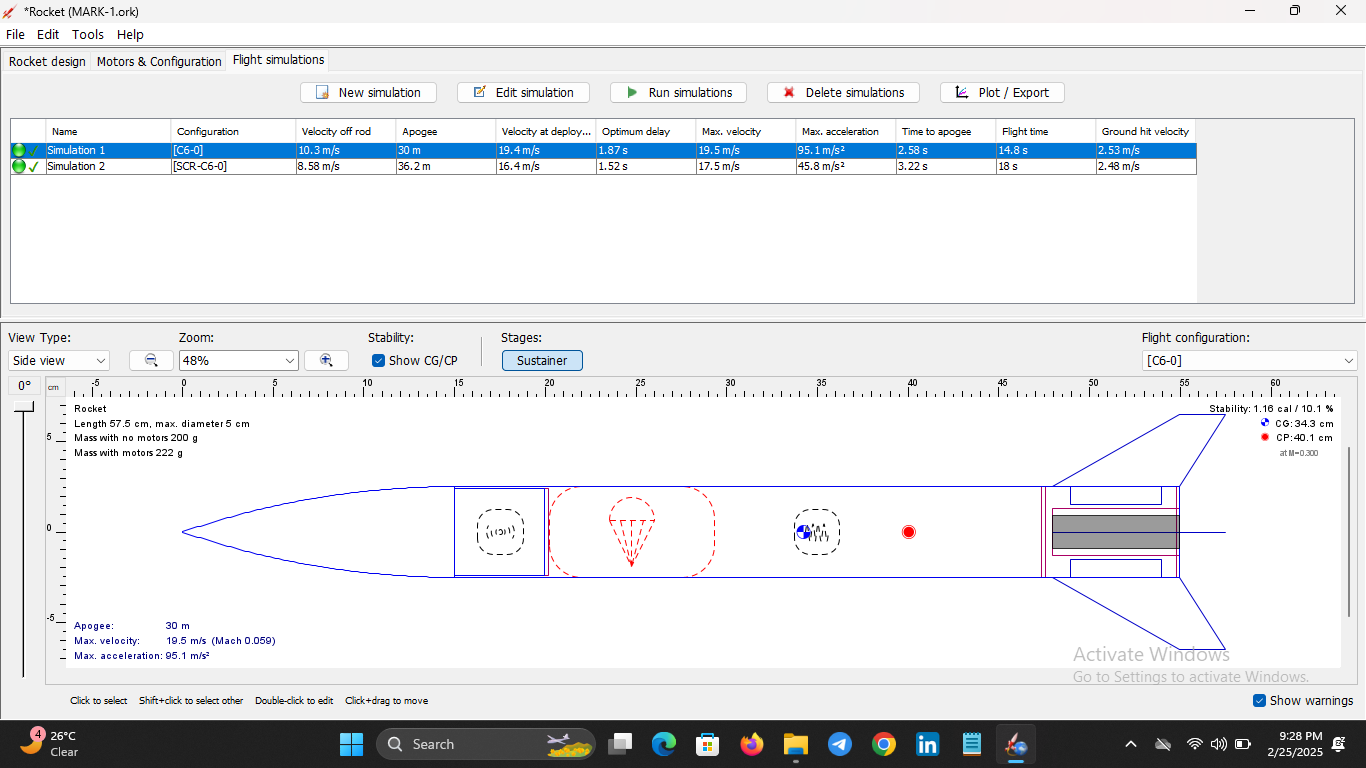 *Rocket (MARK-1.ork)
File Edit Tools Help
Rocket design Motors & Configuration Flight simulations
New simulation Edit simulation Run simulations Delete simulations Plot / Export
Name Configuration Velocity off rod Apogee Velocity at deploy... Optimum delay Max. velocity Max. acceleration Time to apogee Flight time Ground hit velocity
Simulation 1 [C6-0] 10.3 m/s 30 m 19.4 m/s 1.87 s 19.5 m/s 95.1 m/s² 2.58 s 14.8 s 2.53 m/s
Simulation 2 [SCR-C6-0] 8.58 m/s 36.2 m 16.4 m/s 1.52 s 17.5 m/s 45.8 m/s² 3.22 s 18 s 2.48 m/s
View Type: Zoom: Stability: Stages: Flight configuration:
Side view 48% Show CG/CP Sustainer [C6-0]
0° cm -5 0 5 10 15 20 25 30 35 40 45 50 55 60
Rocket
Length 57.5 cm, max. diameter 5 cm
Mass with no motors 200 g
Mass with motors 222 g
Stability: 1.16 cal / 10.1 %
CG: 34.3 cm
CP: 40.1 cm
at M=0.300
5
0
-5
Apogee: 30 m
Max. velocity: 19.5 m/s (Mach 0.059)
Max. acceleration: 95.1 m/s²
Activate Windows
Go to Settings to activate Windows.
Click to select Shift+click to select other Double-click to edit Click+drag to move
Show warnings
4
26°C
Clear
Search
9:28 PM
2/25/2025